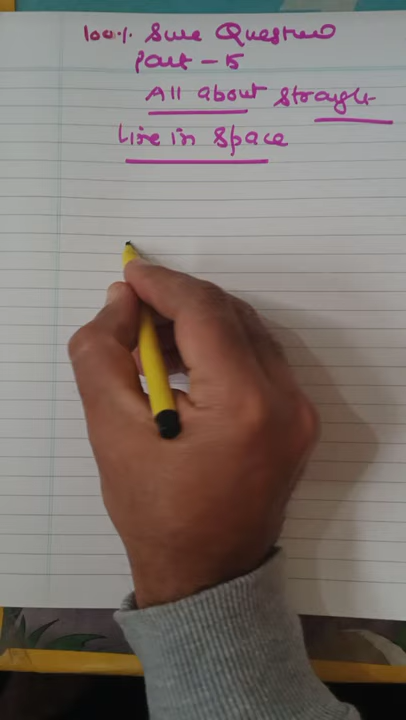 100% Sure Question
part - 5
All about Straight
Line in Space